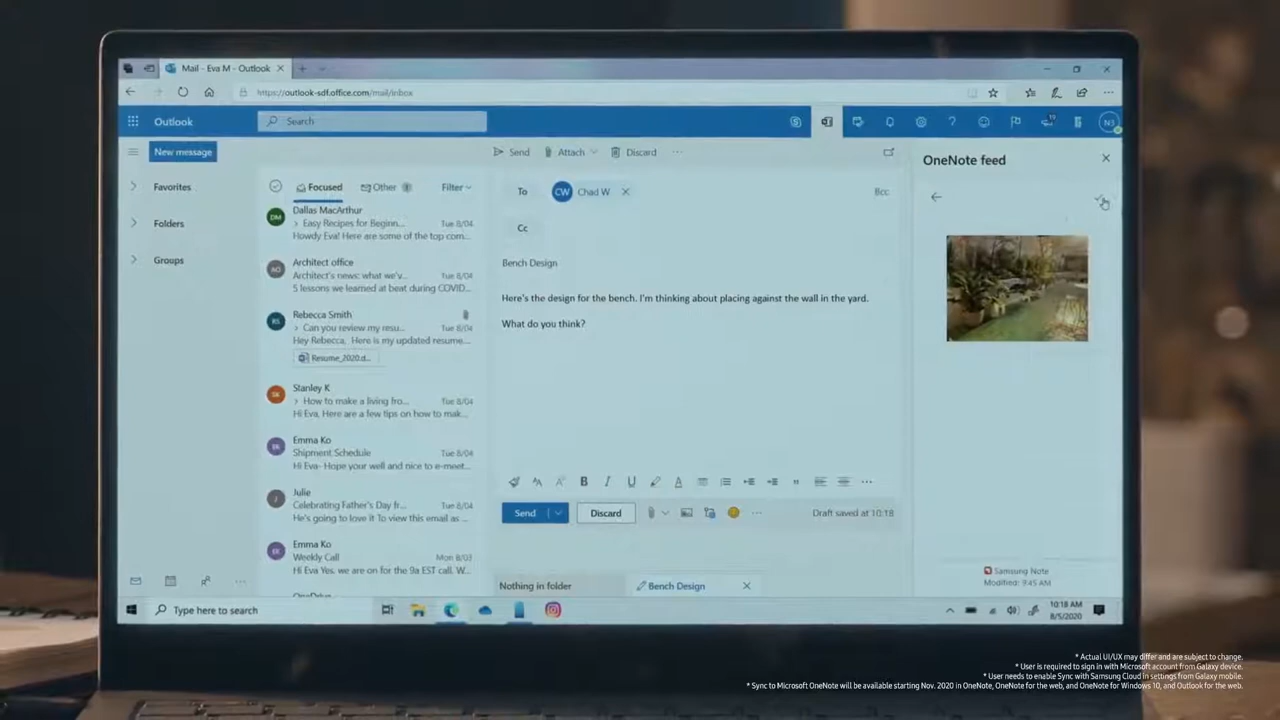 Mail - Eva M - Outlook
https://outlook-sdf.office.com/mail/inbox
Outlook
Search
19
N3
New message
Send
Attach
Discard
Favorites
Folders
Groups
Focused
Other
Filter
DM
Dallas MacArthur
Easy Recipes for Beginn... Tue 8/04
Howdy Eva! Here are some of the top com...
AO
Architect office
Architect's news: what we'v... Tue 8/04
5 lessons we learned at beat during COVID...
RS
Rebecca Smith
Can you review my resu... Tue 8/04
Hey Rebecca, Here is my updated resume...
Resume_2020.d...
SK
Stanley K
How to make a living fro... Tue 8/04
Hi Eva, Here are a few tips on how to mak...
EK
Emma Ko
Shipment Schedule Tue 8/04
Hi Eva- Hope your well and nice to e-meet...
J
Julie
Celebrating Father's Day fr... Tue 8/04
He's going to love it To view this email as ...
EK
Emma Ko
Weekly Call Mon 8/03
Hi Eva Yes, we are on for the 9a EST call. W...
OneDrive
To
CW Chad W
Bcc
Cc
Bench Design
Here's the design for the bench. I'm thinking about placing against the wall in the yard.
What do you think?
Send
Discard
Draft saved at 10:18
Nothing in folder
Bench Design
OneNote feed
Samsung Note
Modified: 9:45 AM
Type here to search
10:18 AM
8/5/2020
* Actual UI/UX may differ and are subject to change.
* User is required to sign in with Microsoft account from Galaxy device.
* User needs to enable Sync with Samsung Cloud in settings from Galaxy mobile.
* Sync to Microsoft OneNote will be available starting Nov. 2020 in OneNote, OneNote for the web, and OneNote for Windows 10, and Outlook for the web.